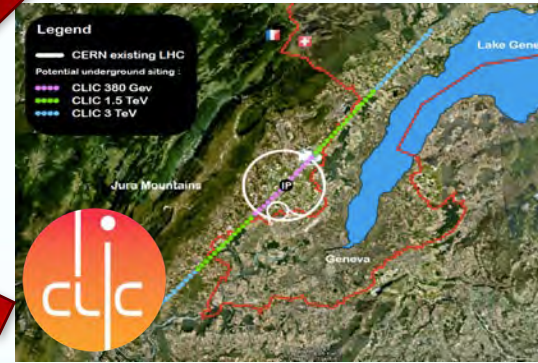 Legend
CERN existing LHC
Potential underground siting :
CLIC 380 Gev
CLIC 1.5 TeV
CLIC 3 TeV
Lake Gene
Jura Mountains
IP
Geneva
clic